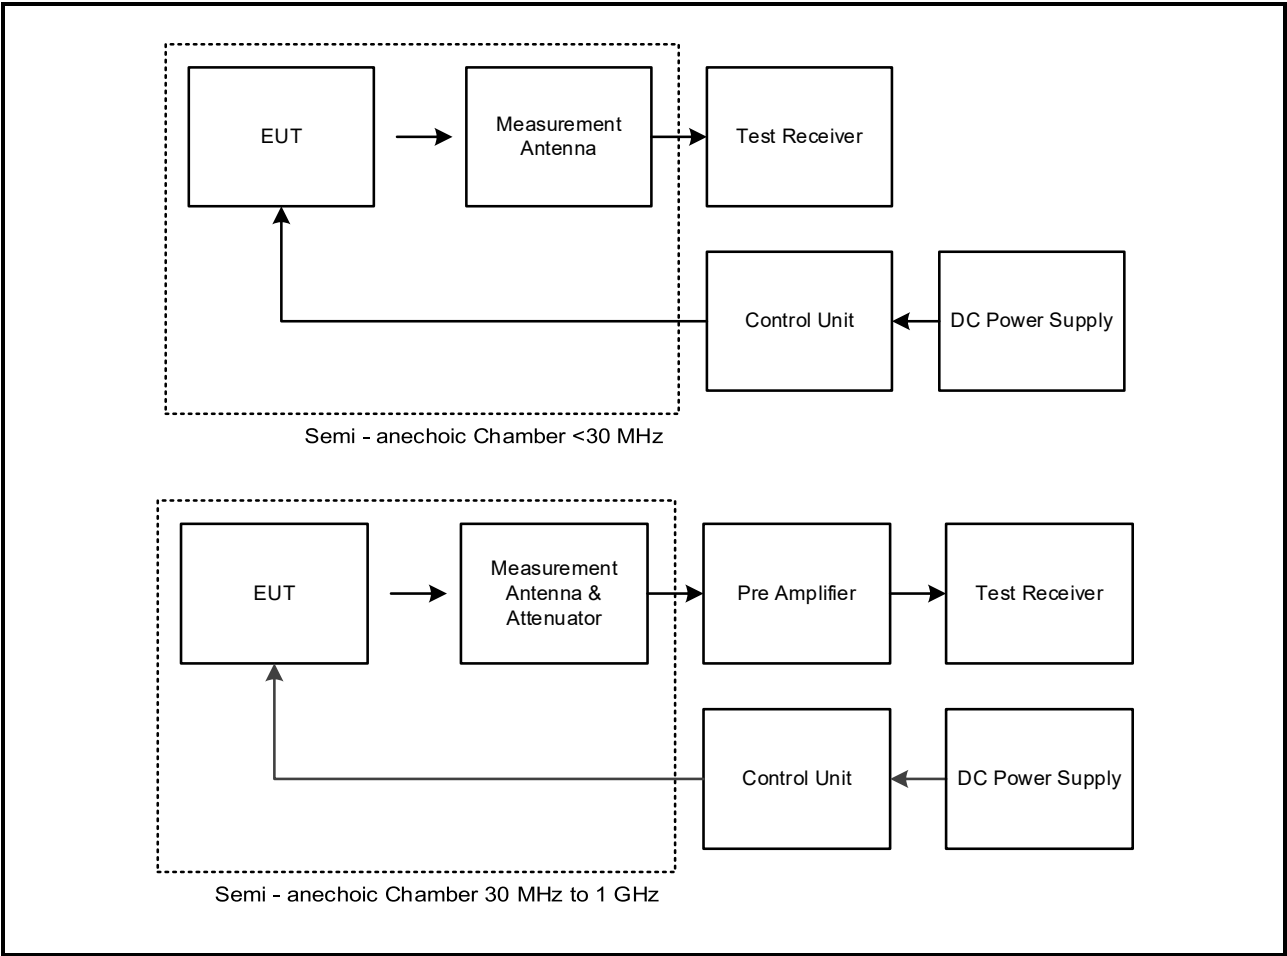 EUT
Measurement
Antenna
Test Receiver
Control Unit
DC Power Supply
Semi - anechoic Chamber <30 MHz
EUT
Measurement
Antenna &
Attenuator
Pre Amplifier
Test Receiver
Control Unit
DC Power Supply
Semi - anechoic Chamber 30 MHz to 1 GHz